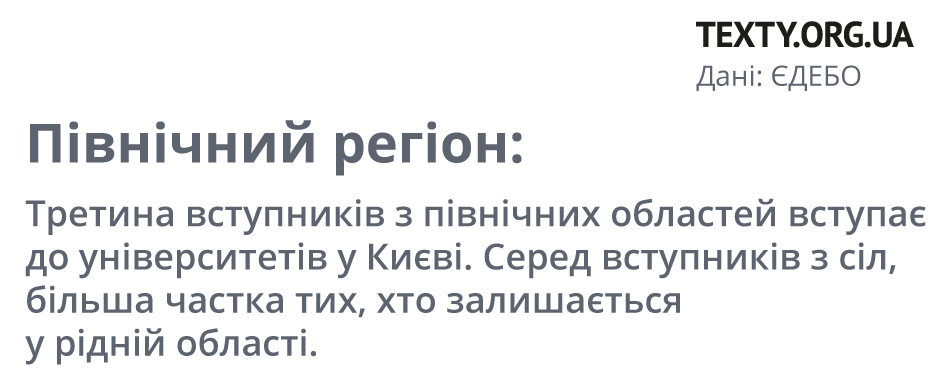 TEXTY.ORG.UA
Дані: ЄДЕБО
Північний регіон:
Третина вступників з північних областей вступає
до університетів у Києві. Серед вступників з сіл,
більша частка тих, хто залишається
у рідній області.